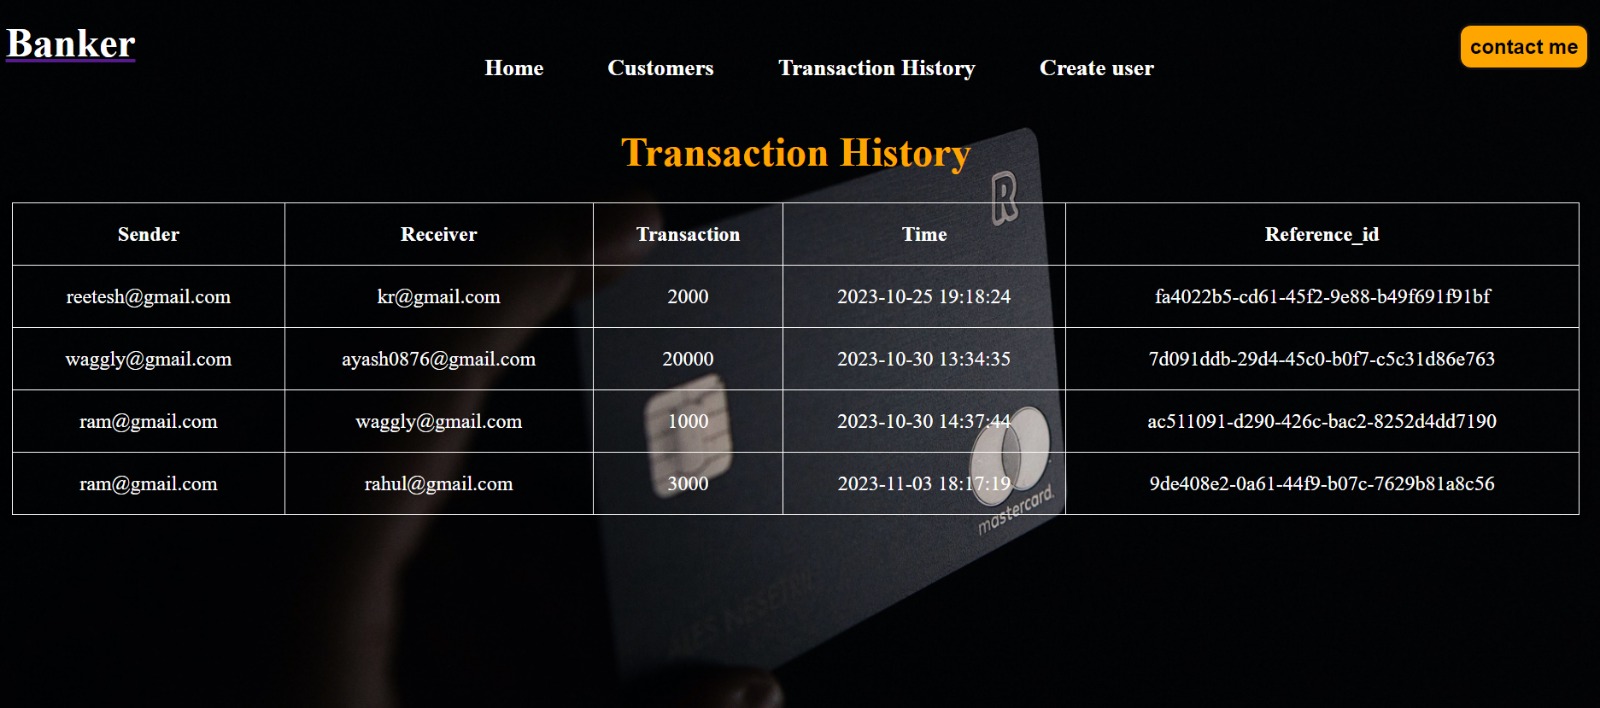 Banker
contact me
Home Customers Transaction History Create user
Transaction History
Sender Receiver Transaction Time Reference_id
reetesh@gmail.com kr@gmail.com 2000 2023-10-25 19:18:24 fa4022b5-cd61-45f2-9e88-b49f691f91bf
waggly@gmail.com ayash0876@gmail.com 20000 2023-10-30 13:34:35 7d091ddb-29d4-45c0-b0f7-c5c31d86e763
ram@gmail.com waggly@gmail.com 1000 2023-10-30 14:37:44 ac511091-d290-426c-bac2-8252d4dd7190
ram@gmail.com rahul@gmail.com 3000 2023-11-03 18:17:19 9de408e2-0a61-44f9-b07c-7629b81a8c56
R
mastercard.